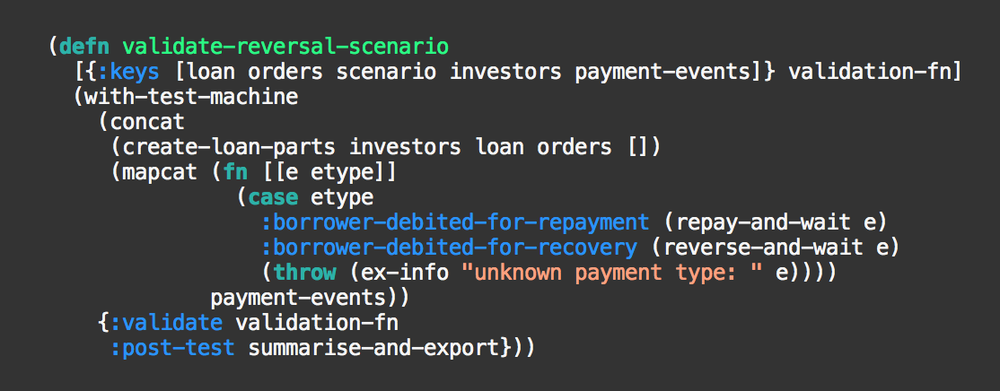 (defn validate-reversal-scenario
  [{:keys [loan orders scenario investors payment-events]} validation-fn]
  (with-test-machine
    (concat
     (create-loan-parts investors loan orders [])
     (mapcat (fn [[e etype]]
               (case etype
                 :borrower-debited-for-repayment (repay-and-wait e)
                 :borrower-debited-for-recovery (reverse-and-wait e)
                 (throw (ex-info "unknown payment type: " e))))
             payment-events))
    {:validate validation-fn
     :post-test summarise-and-export}))